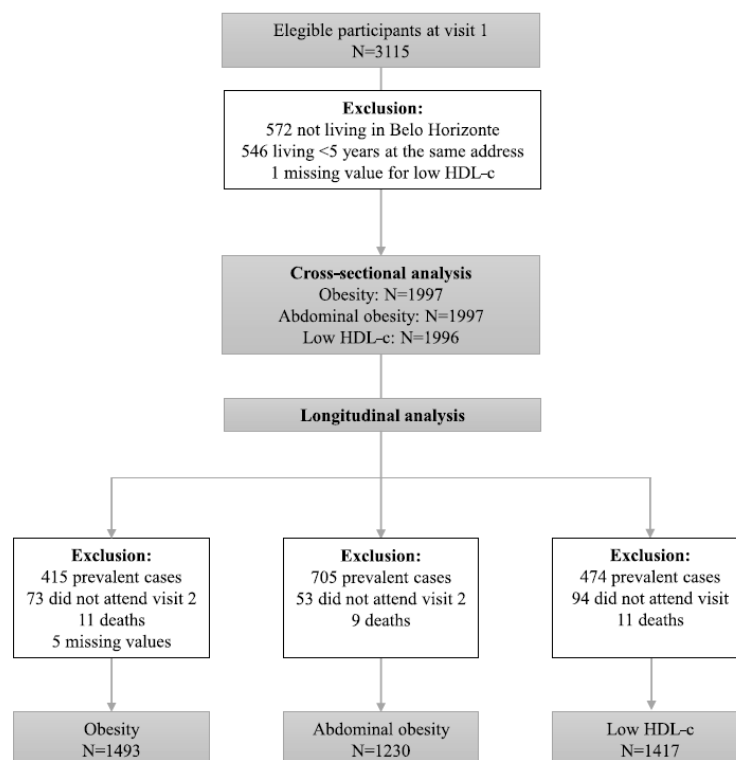 Elegible participants at visit 1
N=3115
Exclusion:
572 not living in Belo Horizonte
546 living <5 years at the same address
1 missing value for low HDL-c
Cross-sectional analysis
Obesity: N=1997
Abdominal obesity: N=1997
Low HDL-c: N=1996
Longitudinal analysis
Exclusion:
415 prevalent cases
73 did not attend visit 2
11 deaths
5 missing values
Exclusion:
705 prevalent cases
53 did not attend visit 2
9 deaths
Exclusion:
474 prevalent cases
94 did not attend visit
11 deaths
Obesity
N=1493
Abdominal obesity
N=1230
Low HDL-c
N=1417